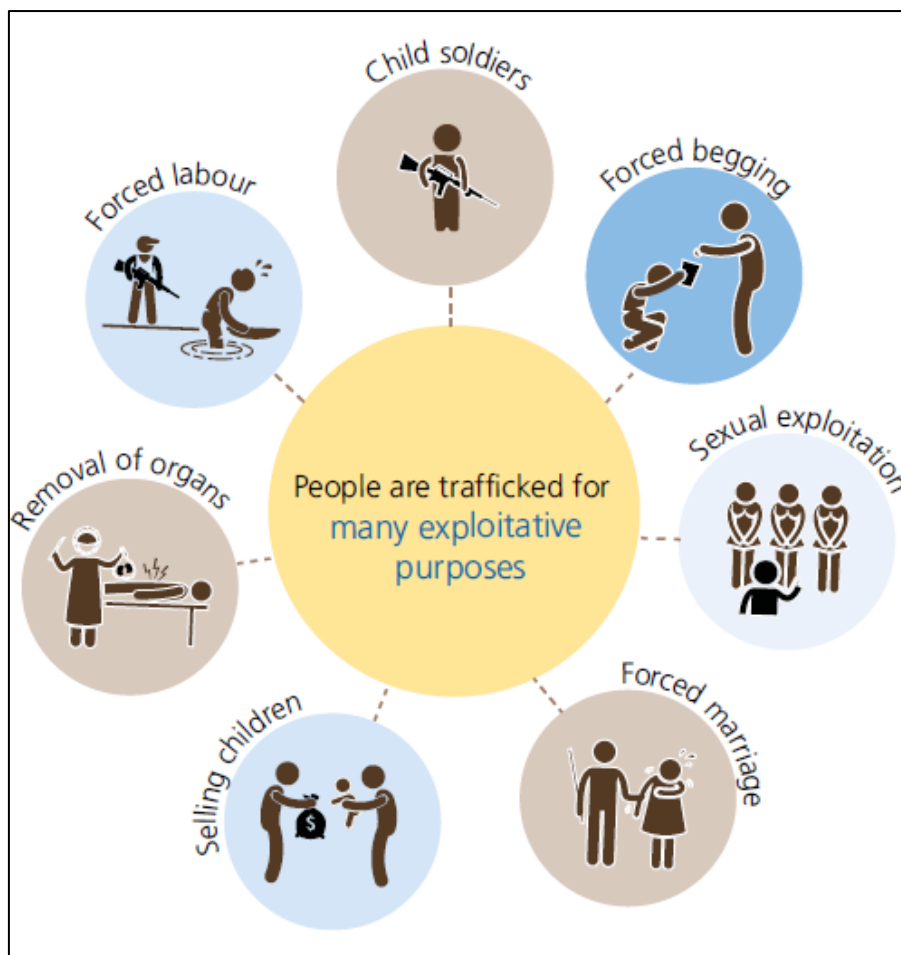 Child soldiers
Forced begging
Sexual exploitation
Forced marriage
Selling children
$
Removal of organs
Forced labour
People are trafficked for
many exploitative
purposes